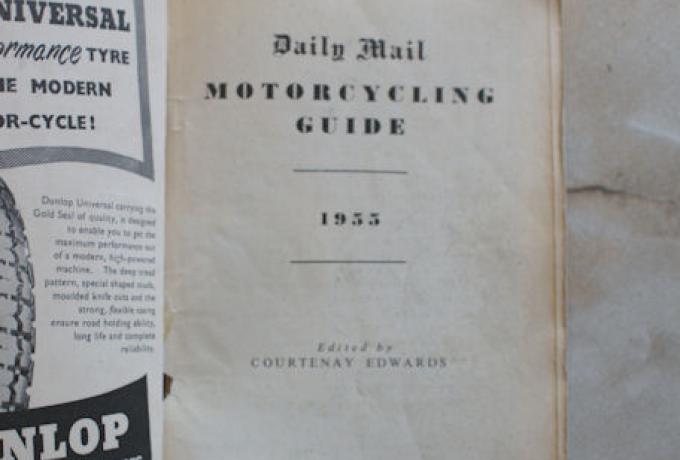 NIVERSAL
ormance TYRE
HE MODERN
OR-CYCLE!
Dunlop Universal carrying the
Gold Seal of quality, is designed
to enable you to get the
maximum performance out
of a modern, high-powered
machine. The deep tread
pattern, special shaped studs,
moulded knife cuts and the
strong, flexible casing
ensure road holding ability,
long life and complete
reliability.
NLOP
Daily Mail
MOTORCYCLING
GUIDE
1955
Edited by
COURTENAY EDWARDS